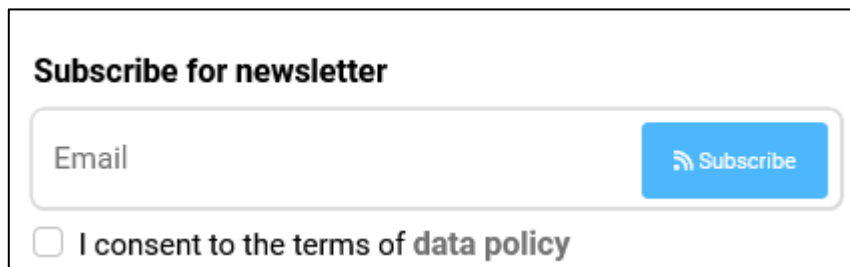 Subscribe for newsletter
Email
Subscribe
I consent to the terms of data policy